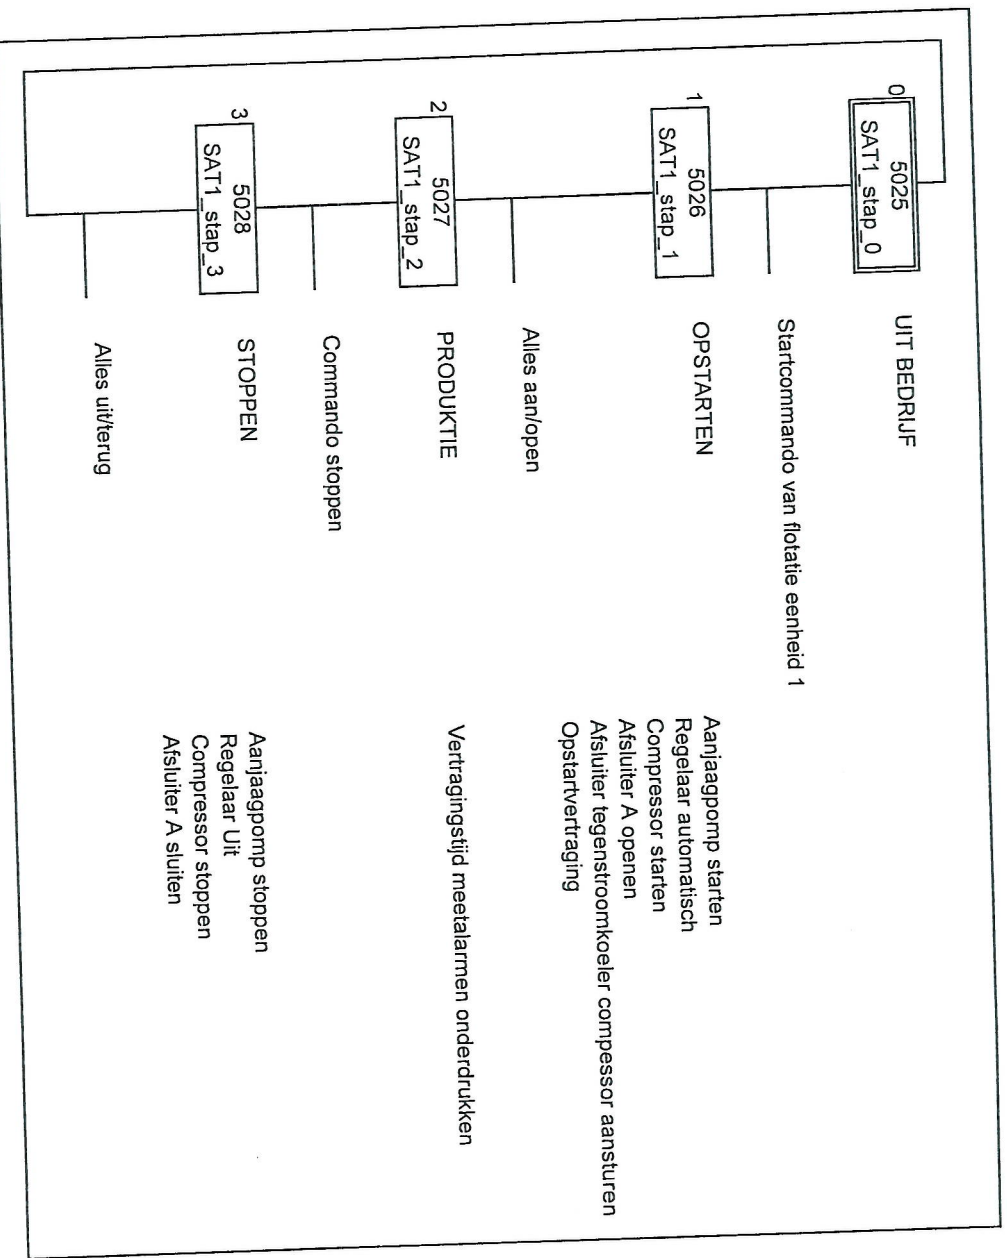 0
5025
SAT1_stap_0
UIT BEDRIJF
Startcommando van flotatie eenheid 1
1
5026
SAT1_stap_1
OPSTARTEN
Aanjaagpomp starten
Regelaar automatisch
Compressor starten
Afsluiter A openen
Afsluiter tegenstroomkoeler compessor aansturen
Opstartvertraging
Alles aan/open
2
5027
SAT1_stap_2
PRODUKTIE
Vertragingstijd meetalarmen onderdrukken
Commando stoppen
3
5028
SAT1_stap_3
STOPPEN
Aanjaagpomp stoppen
Regelaar Uit
Compressor stoppen
Afsluiter A sluiten
Alles uit/terug